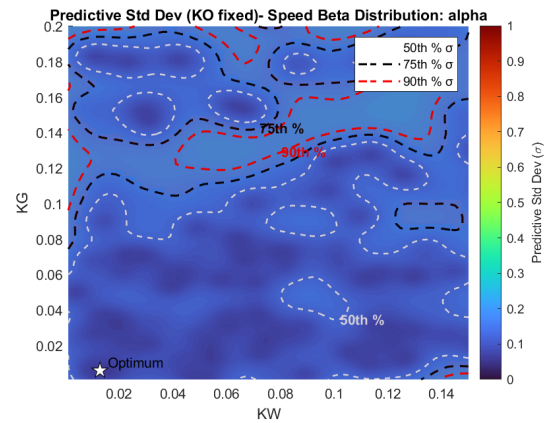 Predictive Std Dev (KO fixed)- Speed Beta Distribution: alpha
50th % σ
75th % σ
90th % σ
75th %
90th %
50th %
Optimum
0.2
0.18
0.16
0.14
0.12
0.1
0.08
0.06
0.04
0.02
KG
0.02
0.04
0.06
0.08
0.1
0.12
0.14
KW
1
0.9
0.8
0.7
0.6
0.5
0.4
0.3
0.2
0.1
0
Predictive Std Dev (σ)